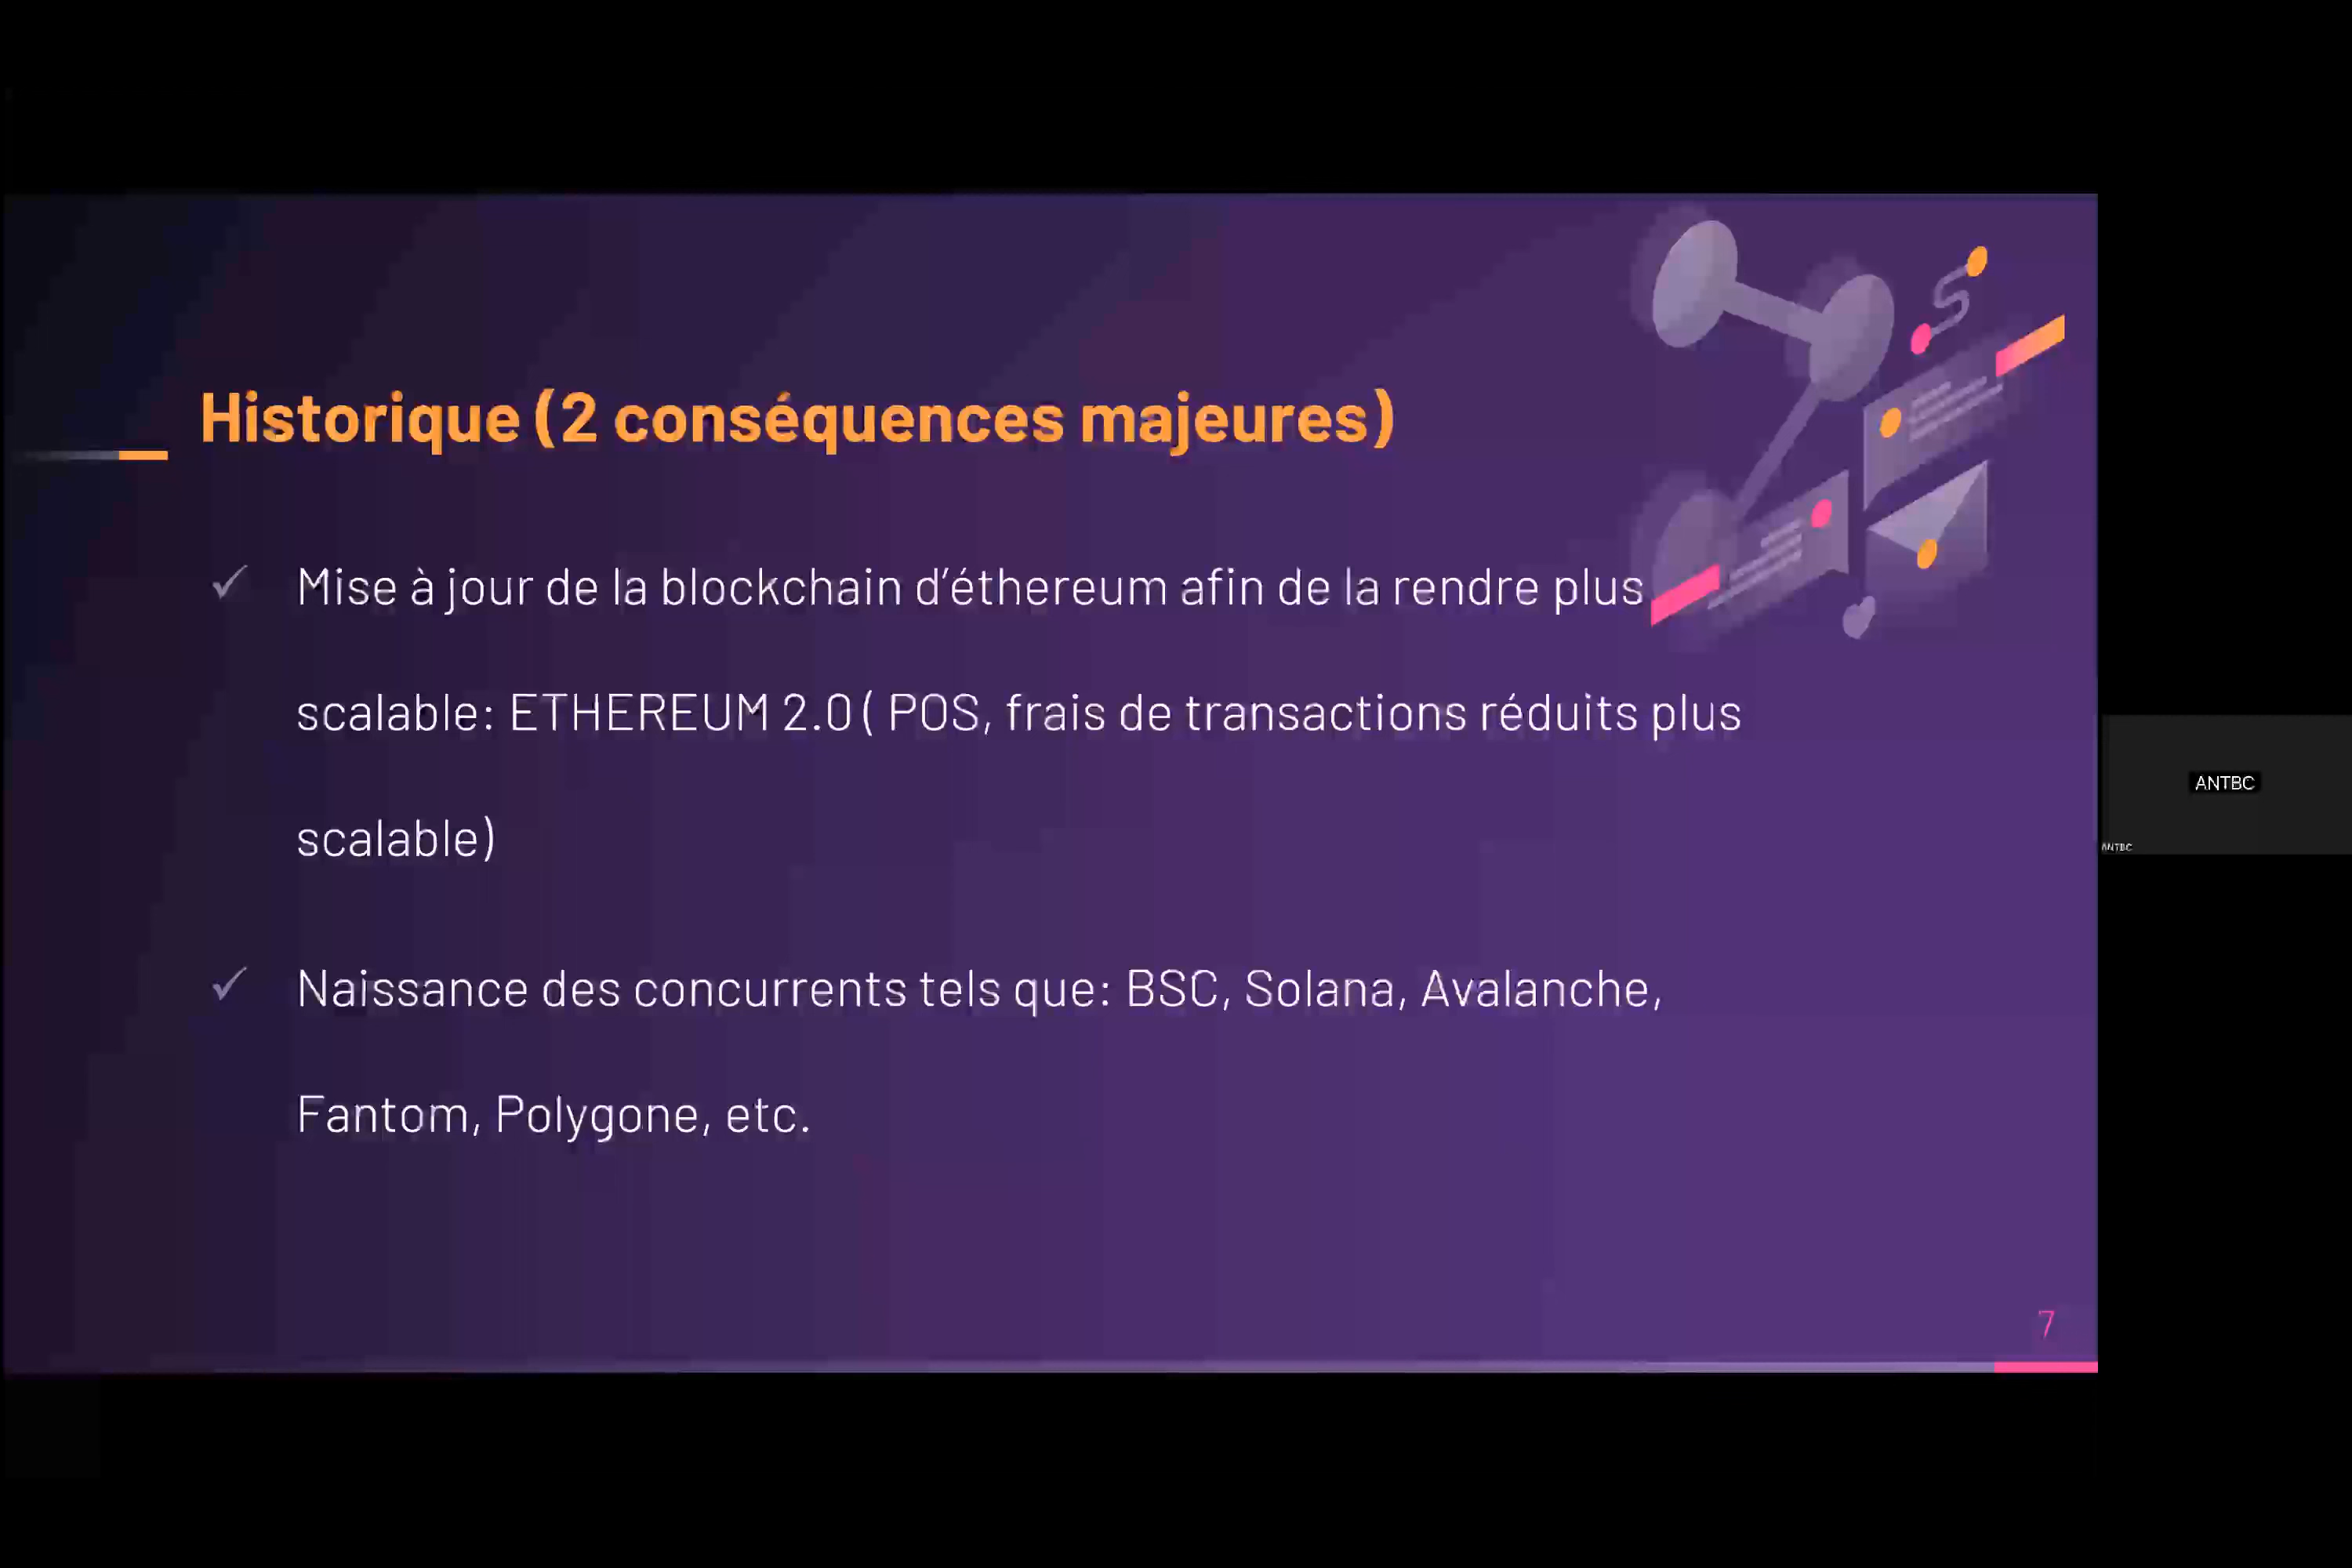 Historique (2 conséquences majeures)
✓ Mise à jour de la blockchain d’éthereum afin de la rendre plus
scalable: ETHEREUM 2.0 ( POS, frais de transactions réduits plus
scalable)
✓ Naissance des concurrents tels que: BSC, Solana, Avalanche,
Fantom, Polygone, etc.
7
ANTBC
ANTBC